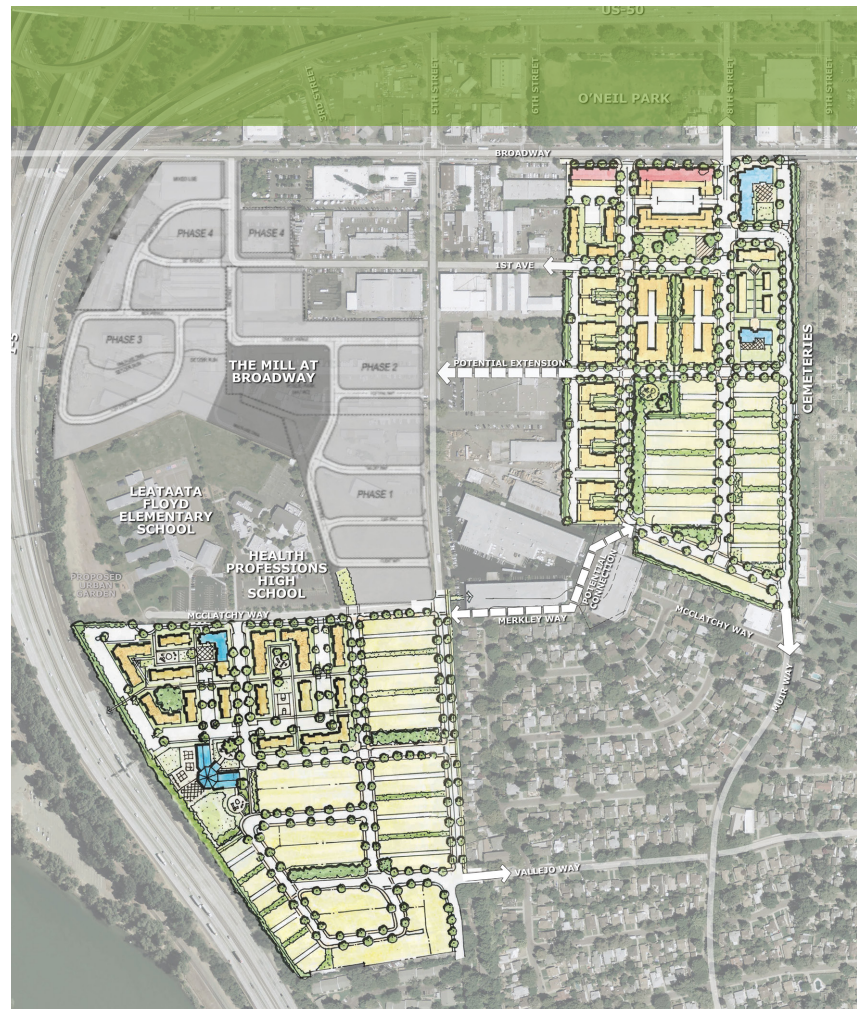 US-50
3RD STREET
5TH STREET
6TH STREET
O'NEIL PARK
8TH STREET
9TH STREET
BROADWAY
PHASE 4
PHASE 4
1ST AVE
PHASE 3
THE MILL AT
BROADWAY
PHASE 2
POTENTIAL EXTENSION
CEMETERIES
LEATAATA
FLOYD
ELEMENTARY
SCHOOL
PHASE 1
HEALTH
PROFESSIONS
HIGH
SCHOOL
PROPOSED
URBAN
GARDEN
POTENTIAL
CONNECTION
MCCLATCHY WAY
MERKLEY WAY
MCCLATCHY WAY
MUIR WAY
VALLEJO WAY